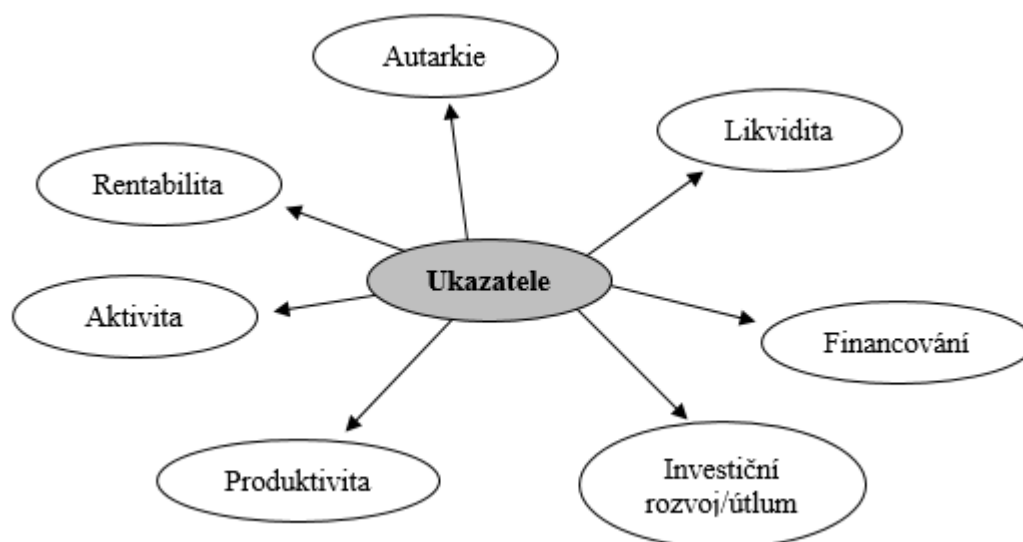 Autarkie
Likvidita
Rentabilita
Ukazatele
Aktivita
Financování
Produktivita
Investiční
rozvoj/útlum